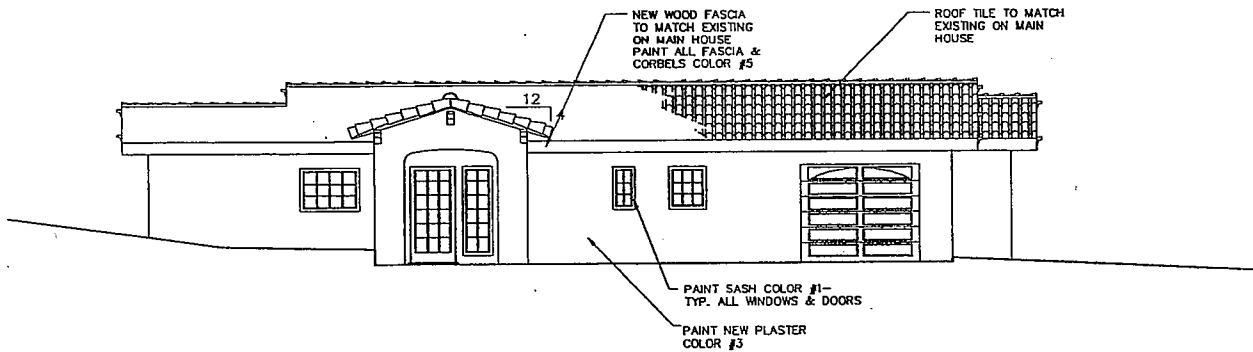 NEW WOOD FASCIA
TO MATCH EXISTING
ON MAIN HOUSE
PAINT ALL FASCIA &
CORBELS COLOR #5
ROOF TILE TO MATCH
EXISTING ON MAIN
HOUSE
12
4
PAINT SASH COLOR #1-
TYP. ALL WINDOWS & DOORS
PAINT NEW PLASTER
COLOR #3